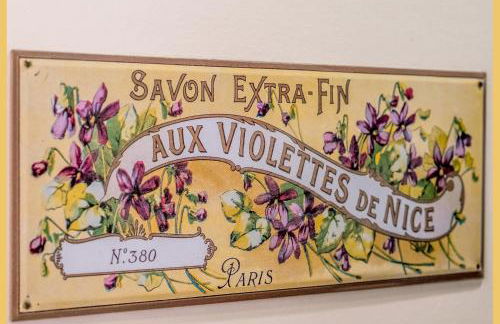 SAVON EXTRA-FIN
AUX VIOLETTES DE NICE
N.º 380
PARIS